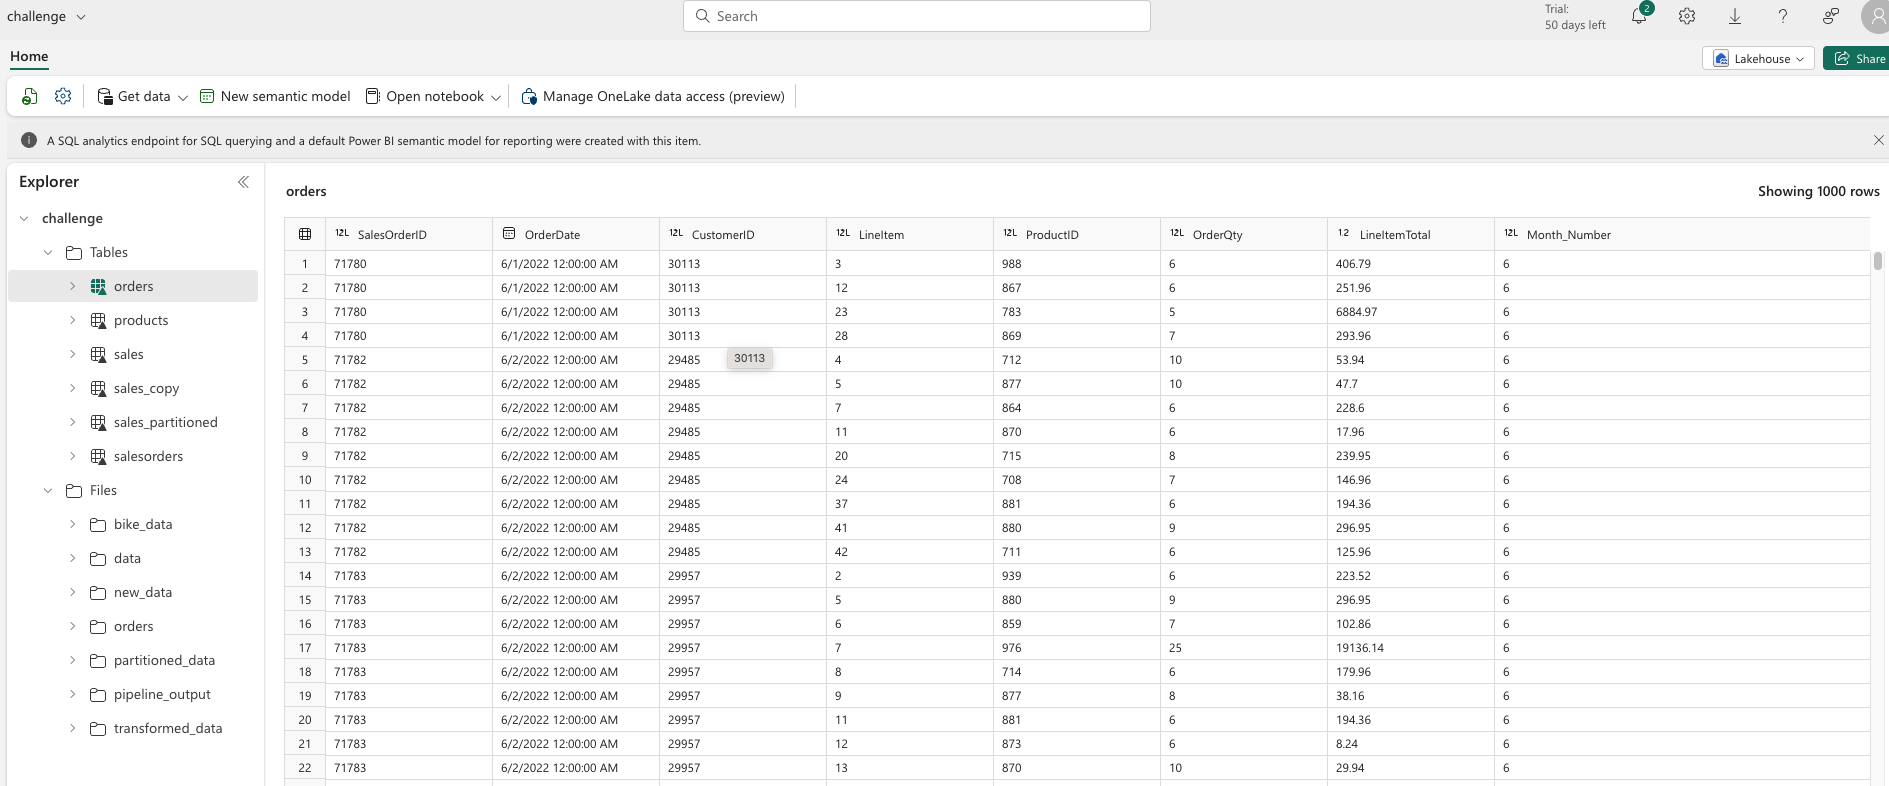 challenge
Search
Trial:
50 days left
2
?
Home
Lakehouse
Share
Get data
New semantic model
Open notebook
Manage OneLake data access (preview)
A SQL analytics endpoint for SQL querying and a default Power BI semantic model for reporting were created with this item.
Explorer
challenge
Tables
orders
products
sales
sales_copy
sales_partitioned
salesorders
Files
bike_data
data
new_data
orders
partitioned_data
pipeline_output
transformed_data
orders
Showing 1000 rows
12L SalesOrderID OrderDate 12L CustomerID 12L LineItem 12L ProductID 12L OrderQty 1.2 LineItemTotal 12L Month_Number
1 71780 6/1/2022 12:00:00 AM 30113 3 988 6 406.79 6
2 71780 6/1/2022 12:00:00 AM 30113 12 867 6 251.96 6
3 71780 6/1/2022 12:00:00 AM 30113 23 783 5 6884.97 6
4 71780 6/1/2022 12:00:00 AM 30113 28 869 7 293.96 6
5 71782 6/2/2022 12:00:00 AM 29485 4 712 10 53.94 6
30113
6 71782 6/2/2022 12:00:00 AM 29485 5 877 10 47.7 6
7 71782 6/2/2022 12:00:00 AM 29485 7 864 6 228.6 6
8 71782 6/2/2022 12:00:00 AM 29485 11 870 6 17.96 6
9 71782 6/2/2022 12:00:00 AM 29485 20 715 8 239.95 6
10 71782 6/2/2022 12:00:00 AM 29485 24 708 7 146.96 6
11 71782 6/2/2022 12:00:00 AM 29485 37 881 6 194.36 6
12 71782 6/2/2022 12:00:00 AM 29485 41 880 9 296.95 6
13 71782 6/2/2022 12:00:00 AM 29485 42 711 6 125.96 6
14 71783 6/2/2022 12:00:00 AM 29957 2 939 6 223.52 6
15 71783 6/2/2022 12:00:00 AM 29957 5 880 9 296.95 6
16 71783 6/2/2022 12:00:00 AM 29957 6 859 7 102.86 6
17 71783 6/2/2022 12:00:00 AM 29957 7 976 25 19136.14 6
18 71783 6/2/2022 12:00:00 AM 29957 8 714 6 179.96 6
19 71783 6/2/2022 12:00:00 AM 29957 9 877 8 38.16 6
20 71783 6/2/2022 12:00:00 AM 29957 11 881 6 194.36 6
21 71783 6/2/2022 12:00:00 AM 29957 12 873 6 8.24 6
22 71783 6/2/2022 12:00:00 AM 29957 13 870 10 29.94 6